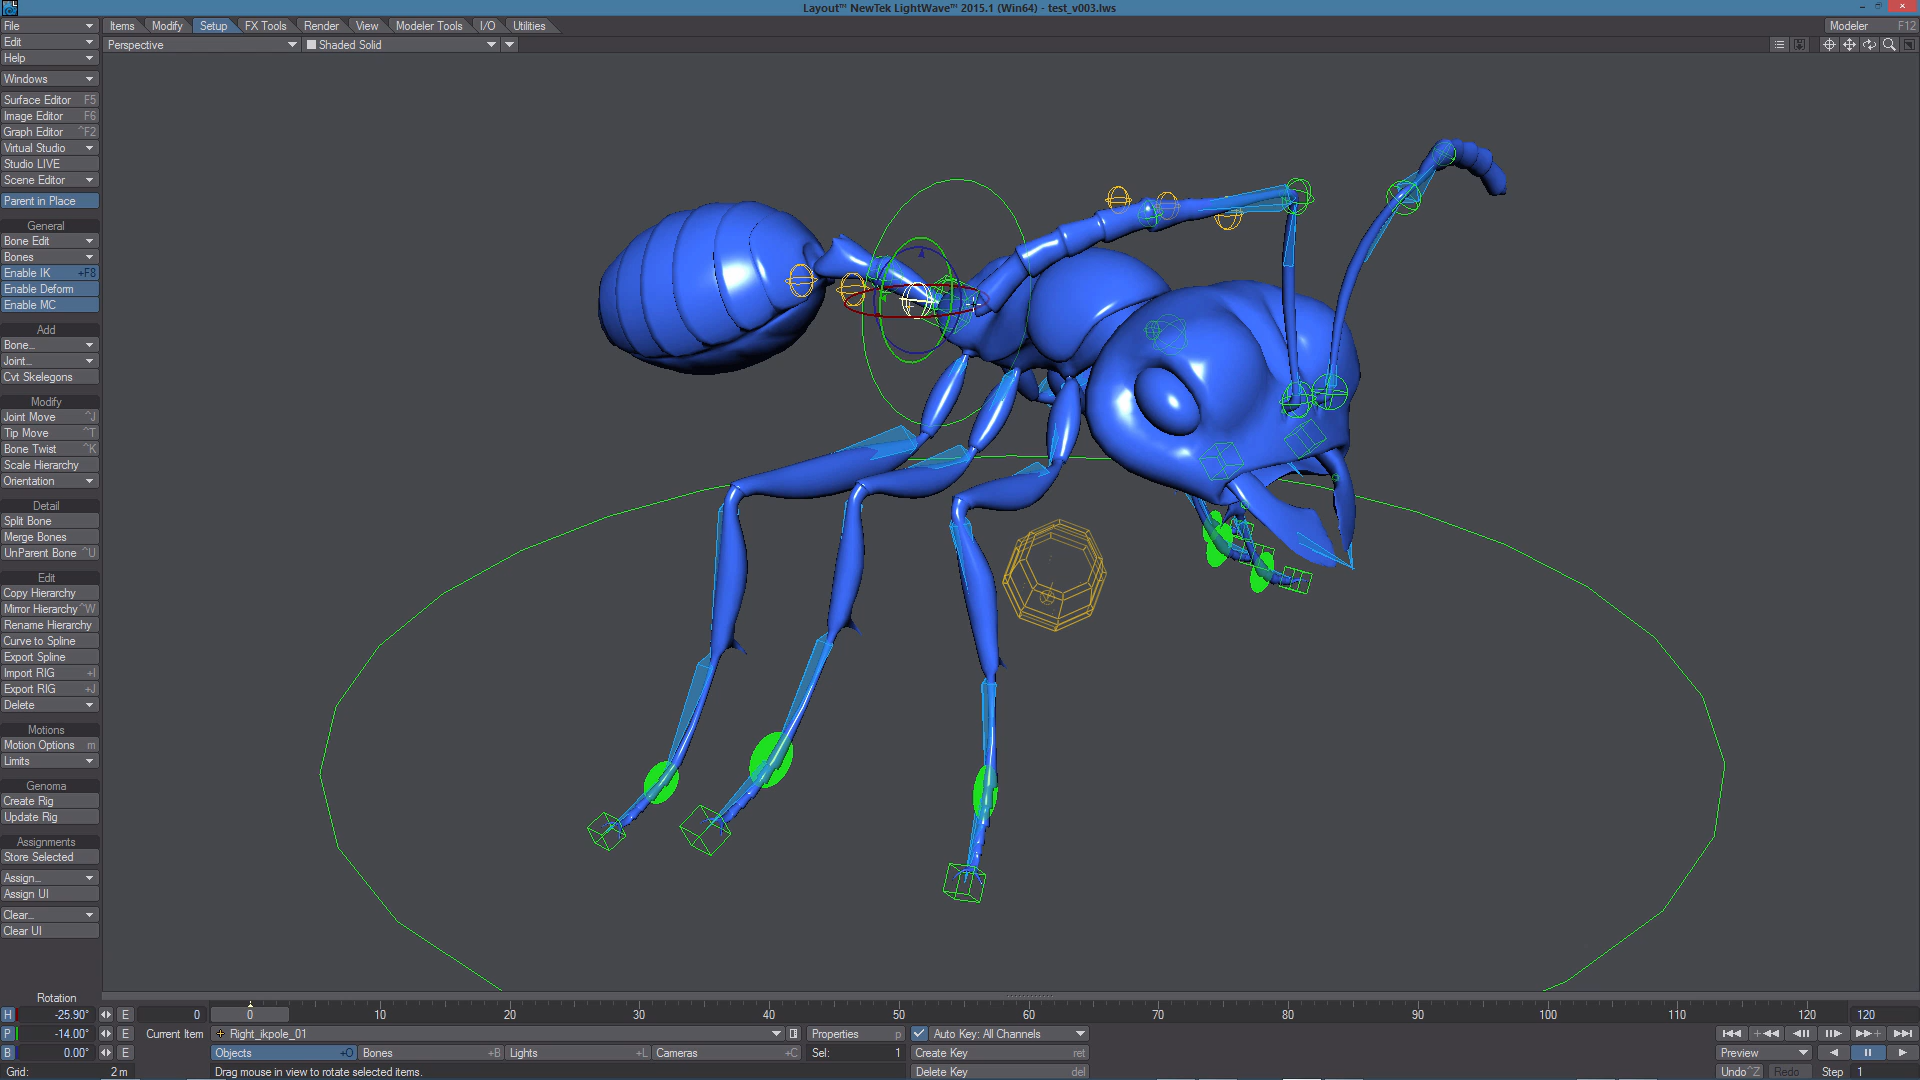 Layout™ NewTek LightWave™ 2015.1 (Win64) - test_v003.lws
File Items Modify Setup FX Tools Render View Modeler Tools I/O Utilities Modeler F12
Edit Perspective Shaded Solid
Help
Windows
Surface Editor F5
Image Editor F6
Graph Editor ^F2
Virtual Studio
Studio LIVE
Scene Editor
Parent in Place
General
Bone Edit
Bones
Enable IK +F8
Enable Deform
Enable MC
Add
Bone...
Joint...
Cvt Skelegons
Modify
Joint Move ^J
Tip Move ^T
Bone Twist ^K
Scale Hierarchy
Orientation
Detail
Split Bone
Merge Bones
UnParent Bone ^U
Edit
Copy Hierarchy
Mirror Hierarchy ^W
Rename Hierarchy
Curve to Spline
Export Spline
Import RIG +I
Export RIG +J
Delete
Motions
Motion Options m
Limits
Genoma
Create Rig
Update Rig
Assignments
Store Selected
Assign...
Assign UI
Clear...
Clear UI
Rotation
H -25.90° E 0 0 10 20 30 40 50 60 70 80 90 100 110 120 120
P -14.00° E Current Item Right_ikpole_01 Properties p Auto Key: All Channels
B 0.00° E Objects +O Bones +B Lights +L Cameras +C Sel: 1 Create Key ret Preview
Grid: 2 m Drag mouse in view to rotate selected items. Delete Key del Undo ^Z Redo Step 1